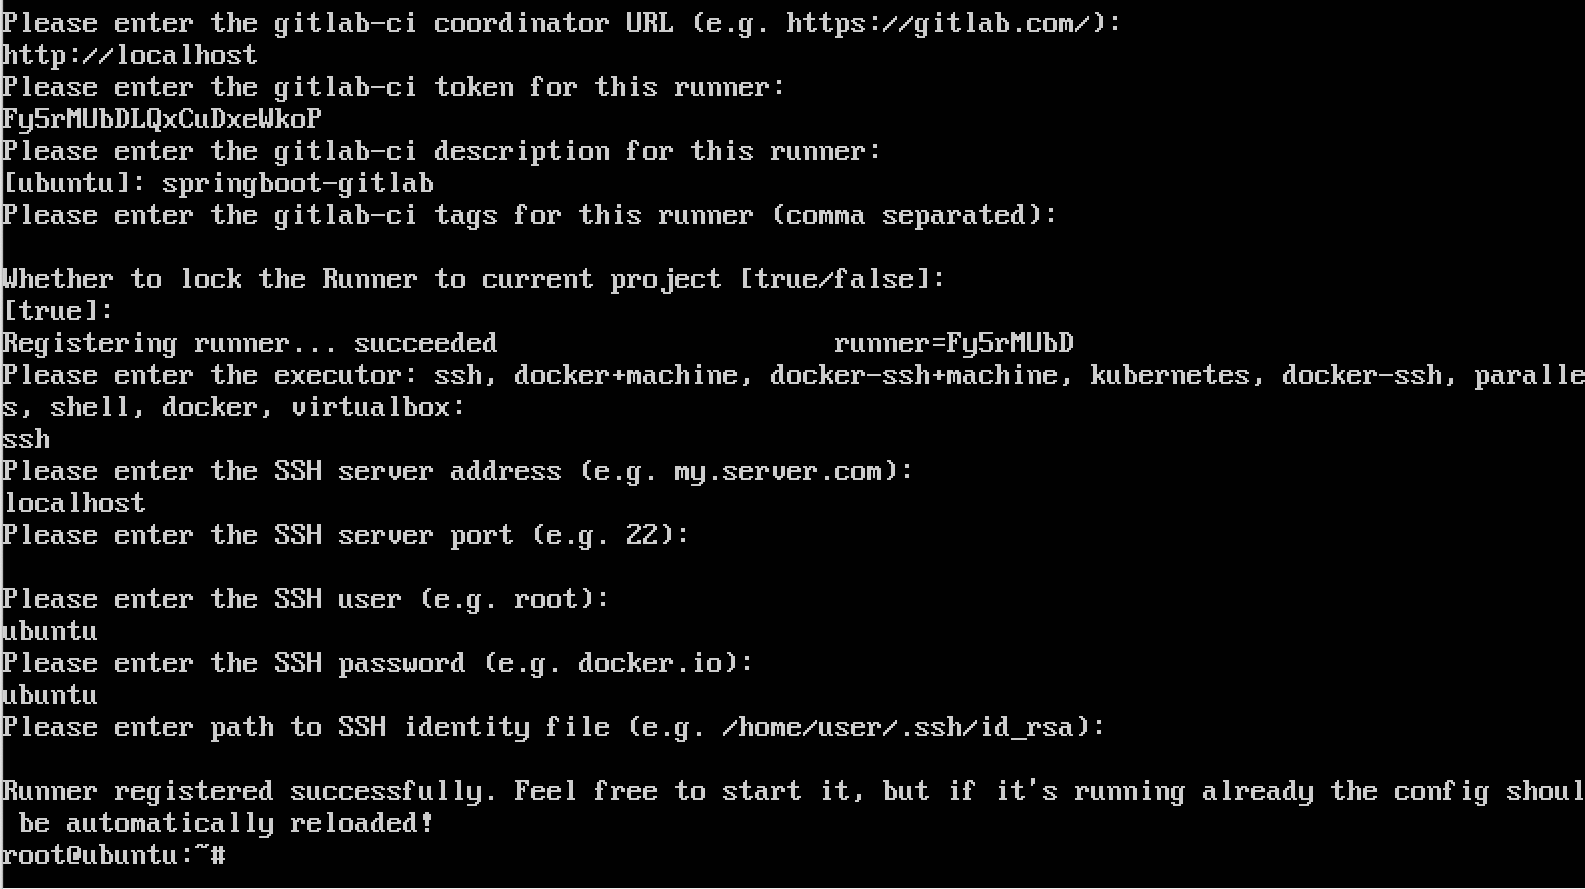 Please enter the gitlab-ci coordinator URL (e.g. https://gitlab.com/):
http://localhost
Please enter the gitlab-ci token for this runner:
Fy5rMUbDLQxCuDxeWkoP
Please enter the gitlab-ci description for this runner:
[ubuntu]: springboot-gitlab
Please enter the gitlab-ci tags for this runner (comma separated):
Whether to lock the Runner to current project [true/false]:
[true]:
Registering runner... succeeded runner=Fy5rMUbD
Please enter the executor: ssh, docker+machine, docker-ssh+machine, kubernetes, docker-ssh, paralle
s, shell, docker, virtualbox:
ssh
Please enter the SSH server address (e.g. my.server.com):
localhost
Please enter the SSH server port (e.g. 22):
Please enter the SSH user (e.g. root):
ubuntu
Please enter the SSH password (e.g. docker.io):
ubuntu
Please enter path to SSH identity file (e.g. /home/user/.ssh/id_rsa):
Runner registered successfully. Feel free to start it, but if it's running already the config shoul
be automatically reloaded!
root@ubuntu:~#